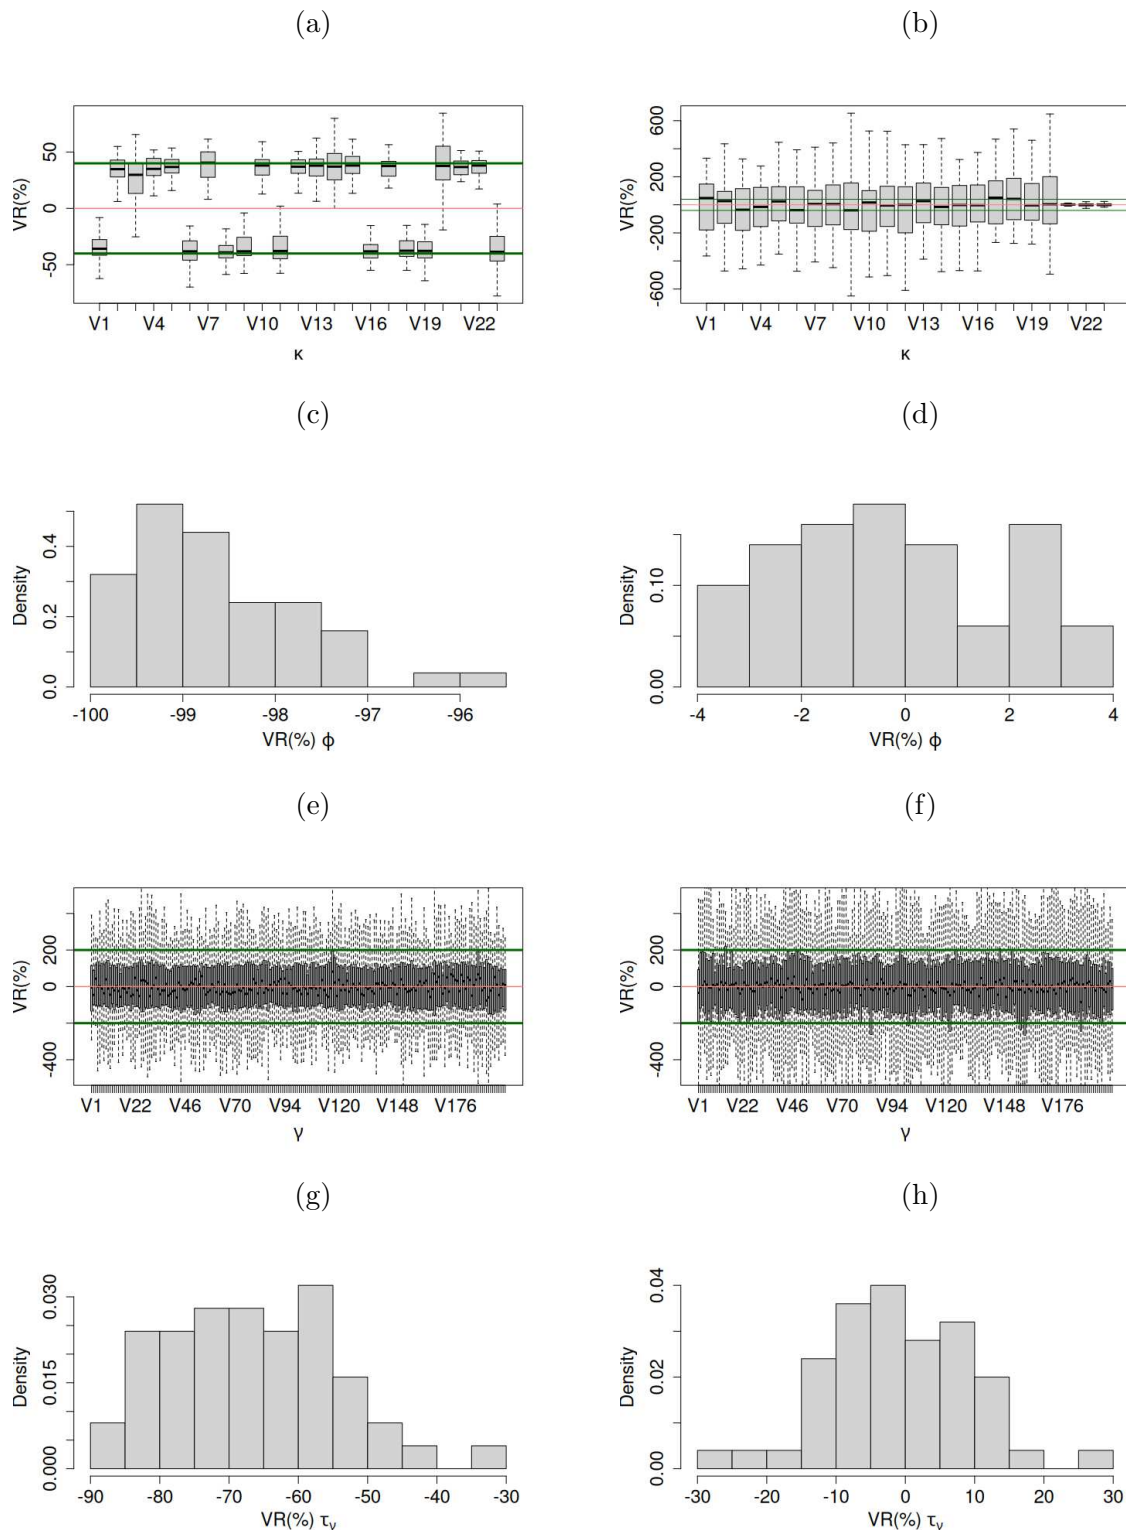 (a)
(b)
VR(%)
50
0
-50
V1 V4 V7 V10 V13 V16 V19 V22
κ
VR(%)
600
200
-200
-600
V1 V4 V7 V10 V13 V16 V19 V22
κ
(c)
(d)
Density
0.4
0.2
0.0
-100 -99 -98 -97 -96
VR(%) ϕ
Density
0.10
0.00
-4 -2 0 2 4
VR(%) ϕ
(e)
(f)
VR(%)
200
0
-400
V1 V22 V46 V70 V94 V120 V148 V176
γ
VR(%)
200
0
-400
V1 V22 V46 V70 V94 V120 V148 V176
γ
(g)
(h)
Density
0.030
0.015
0.000
-90 -80 -70 -60 -50 -40 -30
VR(%) τν
Density
0.04
0.02
0.00
-30 -20 -10 0 10 20 30
VR(%) τν